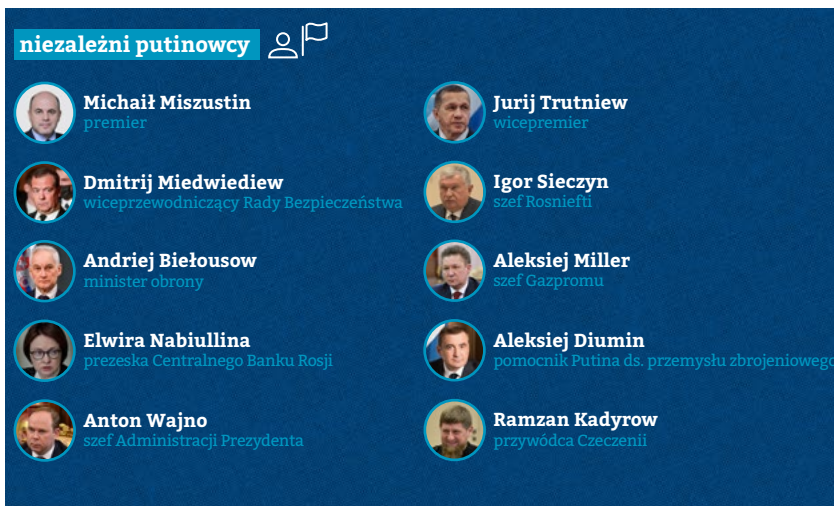 niezależni putinowcy
Michaił Miszustin
premier
Dmitrij Miedwiediew
wiceprzewodniczący Rady Bezpieczeństwa
Andriej Biełousow
minister obrony
Elwira Nabiullina
prezeska Centralnego Banku Rosji
Anton Wajno
szef Administracji Prezydenta
Jurij Trutniew
wicepremier
Igor Sieczyn
szef Rosniefti
Aleksiej Miller
szef Gazpromu
Aleksiej Diumin
pomocnik Putina ds. przemysłu zbrojeniowego
Ramzan Kadyrow
przywódca Czeczenii